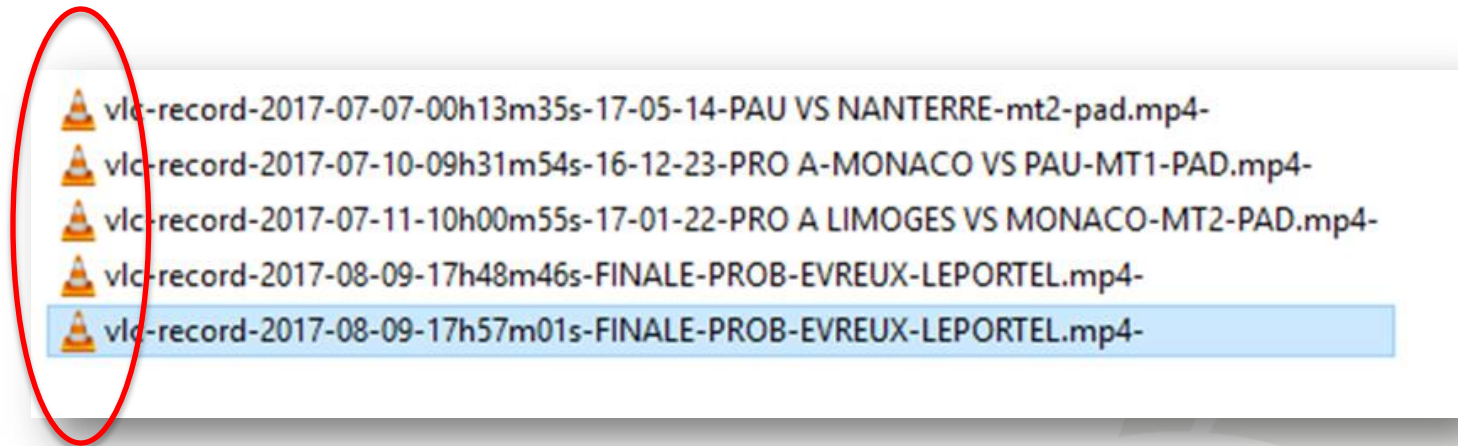 vlc-record-2017-07-07-00h13m35s-17-05-14-PAU VS NANTERRE-mt2-pad.mp4-
vlc-record-2017-07-10-09h31m54s-16-12-23-PRO A-MONACO VS PAU-MT1-PAD.mp4-
vlc-record-2017-07-11-10h00m55s-17-01-22-PRO A LIMOGES VS MONACO-MT2-PAD.mp4-
vlc-record-2017-08-09-17h48m46s-FINALE-PROB-EVREUX-LEPORTEL.mp4-
vlc-record-2017-08-09-17h57m01s-FINALE-PROB-EVREUX-LEPORTEL.mp4-